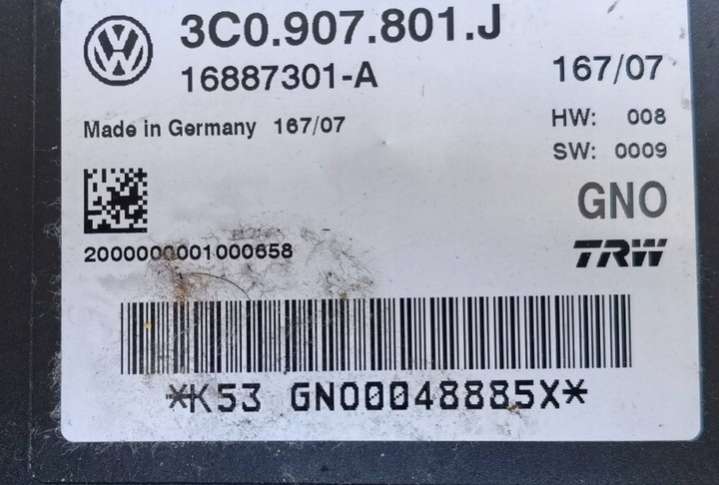 3C0.907.801.J
16887301-A
167/07
Made in Germany 167/07
HW: 008
SW: 0009
GNO
2000000001000658
TRW
*K53 GNO0048885X*